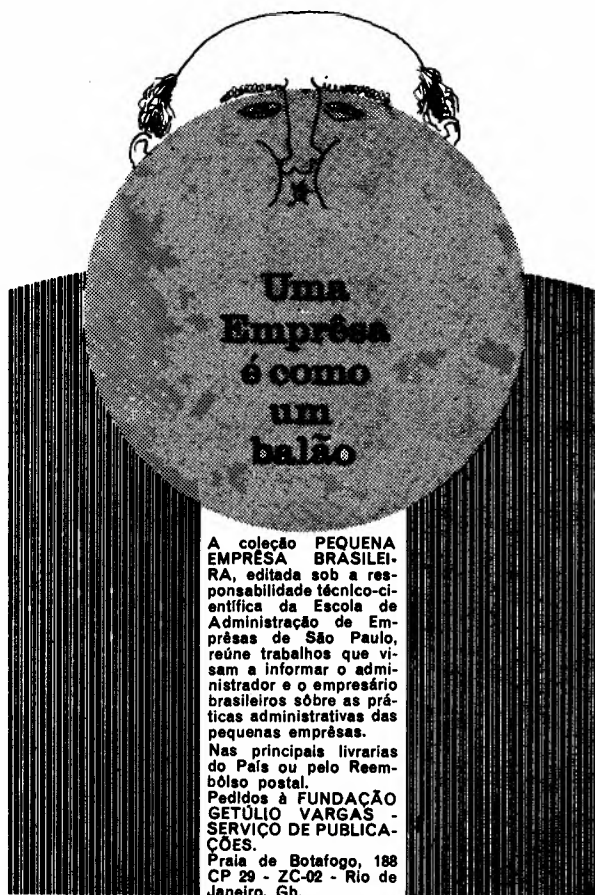 Uma
Emprêsa
é como
um
balão
A coleção PEQUENA
EMPRÊSA BRASILEI-
RA, editada sob a res-
ponsabilidade técnico-ci-
entífica da Escola de
Administração de Em-
prêsas de São Paulo,
reúne trabalhos que vi-
sam a informar o admi-
nistrador e o empresário
brasileiros sôbre as prá-
ticas administrativas das
pequenas emprêsas.
Nas principais livrarias
do País ou pelo Reem-
bôlso postal.
Pedidos à FUNDAÇÃO
GETÚLIO VARGAS -
SERVIÇO DE PUBLICA-
ÇÕES.
Praia de Botafogo, 188
CP 29 - ZC-02 - Rio de
Janeiro, Gb.